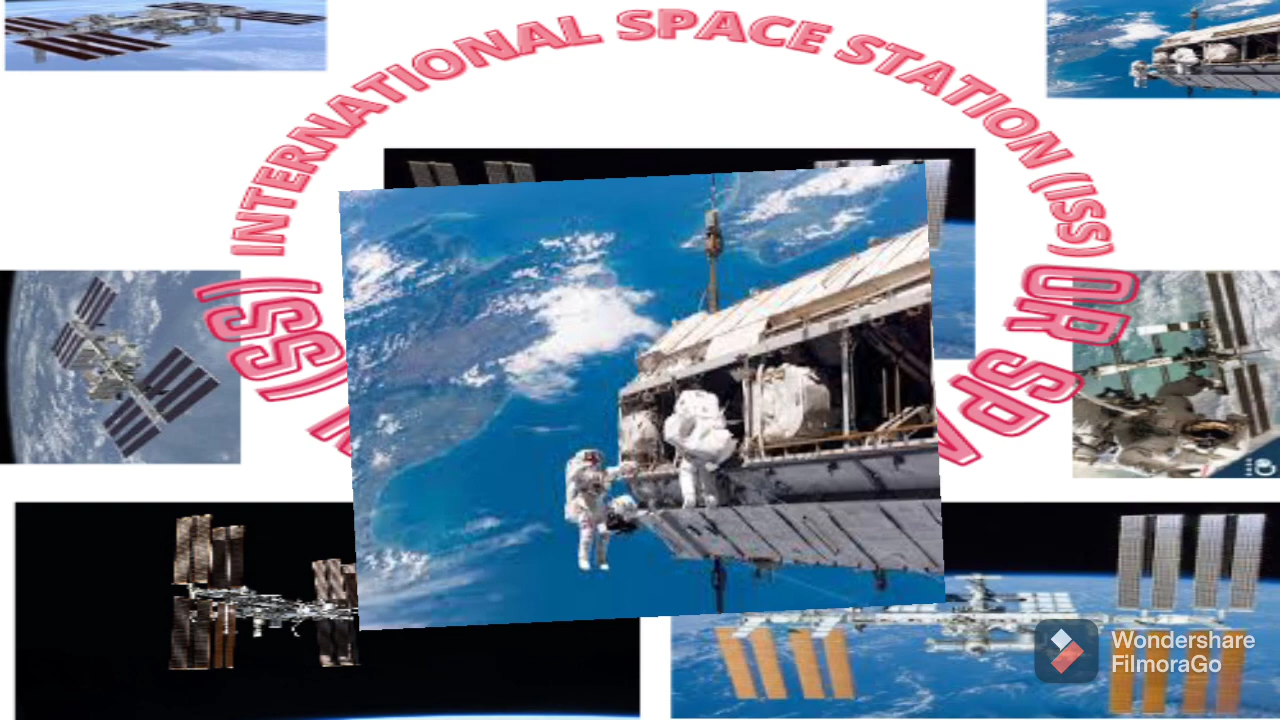 INTERNATIONAL SPACE STATION (ISS)
OR SP
(ISS)
Wondershare
FilmoraGo